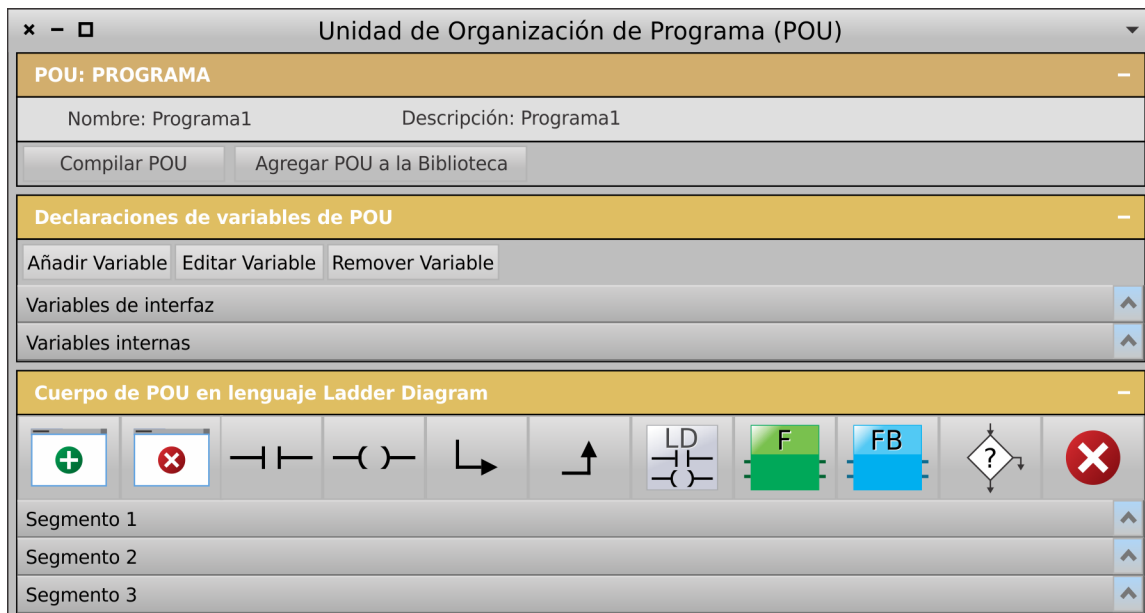 Unidad de Organización de Programa (POU)
POU: PROGRAMA
Nombre: Programa1 Descripción: Programa1
Compilar POU Agregar POU a la Biblioteca
Declaraciones de variables de POU
Añadir Variable Editar Variable Remover Variable
Variables de interfaz
Variables internas
Cuerpo de POU en lenguaje Ladder Diagram
LD F FB ?
Segmento 1
Segmento 2
Segmento 3